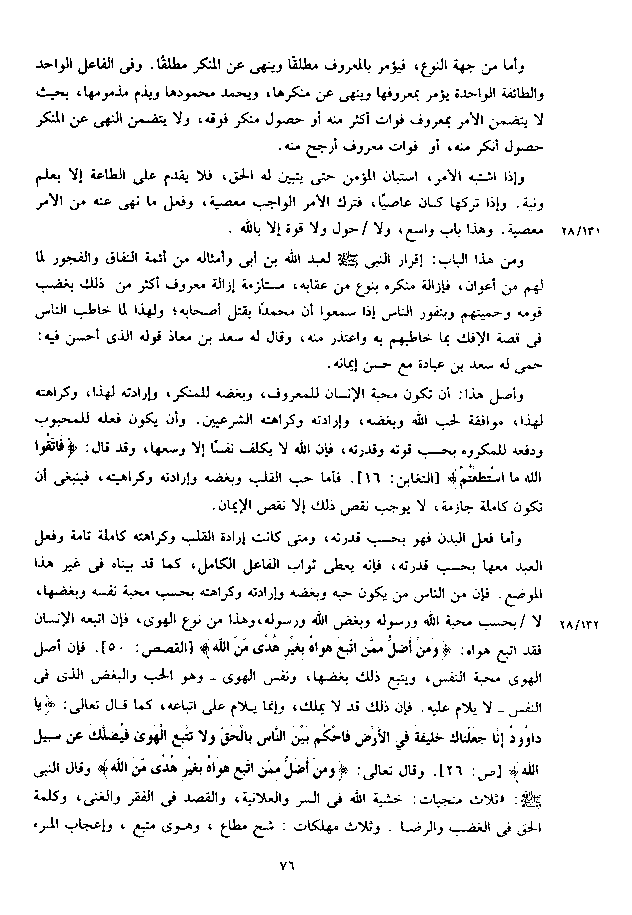 وأما من جهة النوع، فيؤمر بالمعروف مطلقًا وينهى عن المنكر مطلقًا. وفى الفاعل الواحد
والطائفة الواحدة يؤمر بمعروفها وينهى عن منكرها، ويحمد محمودها ويذم مذمومها، بحيث
لا يتضمن الأمر بمعروف فوات أكثر منه أو حصول منكر فوقه، ولا يتضمن النهى عن المنكر
حصول أنكر منه، أو فوات معروف أرجح منه.
وإذا اشتبه الأمر، استبان المؤمن حتى يتبين له الحق، فلا يقدم على الطاعة إلا بعلم
ونية. وإذا تركها كان عاصيًا، فترك الأمر الواجب معصية، وفعل ما نهى عنه من الأمر
٢٨/١٣١ معصية. وهذا باب واسع، ولا / حول ولا قوة إلا بالله .
ومن هذا الباب: إقرار النبى ﷺ لعبد الله بن أبى وأمثاله من أئمة النفاق والفجور لما
لهم من أعوان، فإزالة منكره بنوع من عقابه، مستلزمة إزالة معروف أكثر من ذلك بغضب
قومه وحميتهم وبنفور الناس إذا سمعوا أن محمدًا يقتل أصحابه؛ ولهذا لما خاطب الناس
فى قصة الإفك بما خاطبهم به واعتذر منه، وقال له سعد بن معاذ قوله الذى أحسن فيه:
حمى له سعد بن عبادة مع حسن إيمانه.
وأصل هذا: أن تكون محبة الإنسان للمعروف، وبغضه للمنكر، وإرادته لهذا، وكراهته
لهذا، موافقة لحب الله وبغضه، وإرادته وكراهته الشرعيين. وأن يكون فعله للمحبوب
ودفعه للمكروه بحسب قوته وقدرته، فإن الله لا يكلف نفسًا إلا وسعها، وقد قال: ﴿فَاتَّقُوا
اللَّهَ مَا اسْتَطَعْتُمْ﴾ [التغابن: ١٦]. فأما حب القلب وبغضه وإرادته وكراهيته، فينبغى أن
تكون كاملة جازمة، لا يوجب نقص ذلك إلا نقص الإيمان.
وأما فعل البدن فهو بحسب قدرته، ومتى كانت إرادة القلب وكراهته كاملة تامة وفعل
العبد معها بحسب قدرته، فإنه يعطى ثواب الفاعل الكامل، كما قد بيناه فى غير هذا
الموضع. فإن من الناس من يكون حبه وبغضه وإرادته وكراهته بحسب محبة نفسه وبغضها،
٢٨/١٣٢ لا / بحسب محبة الله ورسوله وبغض الله ورسوله، وهذا من نوع الهوى، فإن اتبعه الإنسان
فقد اتبع هواه: ﴿وَمَنْ أَضَلُّ مِمَّنِ اتَّبَعَ هَوَاهُ بِغَيْرِ هُدًى مِّنَ اللَّهِ﴾ [القصص: ٥٠]. فإن أصل
الهوى محبة النفس، ويتبع ذلك بغضها، ونفس الهوى ـ وهو الحب والبغض الذى فى
النفس ـ لا يلام عليه. فإن ذلك قد لا يملك، وإنما يلام على اتباعه، كما قال تعالى: ﴿يَا
دَاوُودُ إِنَّا جَعَلْنَاكَ خَلِيفَةً فِي الأَرْضِ فَاحْكُم بَيْنَ النَّاسِ بِالْحَقِّ وَلا تَتَّبِعِ الْهَوَىٰ فَيُضِلَّكَ عَن سَبِيلِ
اللَّهِ﴾ [ص: ٢٦]. وقال تعالى: ﴿وَمَنْ أَضَلُّ مِمَّنِ اتَّبَعَ هَوَاهُ بِغَيْرِ هُدًى مِّنَ اللَّهِ﴾ وقال النبى
ﷺ: «ثلاث منجيات: خشية الله فى السر والعلانية، والقصد فى الفقر والغنى، وكلمة
الحق فى الغضب والرضا . وثلاث مهلكات : شح مطاع ، وهوى متبع ، وإعجاب المرء
٧٦